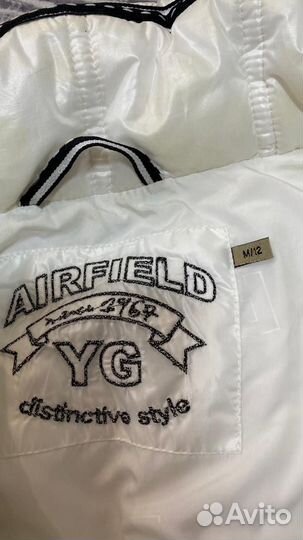 AIRFIELD
since 1967
YG
distinctive style
M/12
Avito